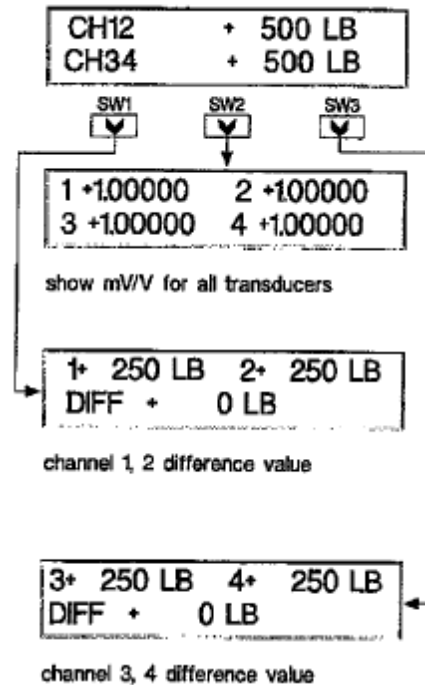 CH12 + 500 LB
CH34 + 500 LB
SW1 SW2 SW3
1 +1.00000 2 +1.00000
3 +1.00000 4 +1.00000
show mV/V for all transducers
1+ 250 LB 2+ 250 LB
DIFF + 0 LB
channel 1, 2 difference value
3+ 250 LB 4+ 250 LB
DIFF + 0 LB
channel 3, 4 difference value